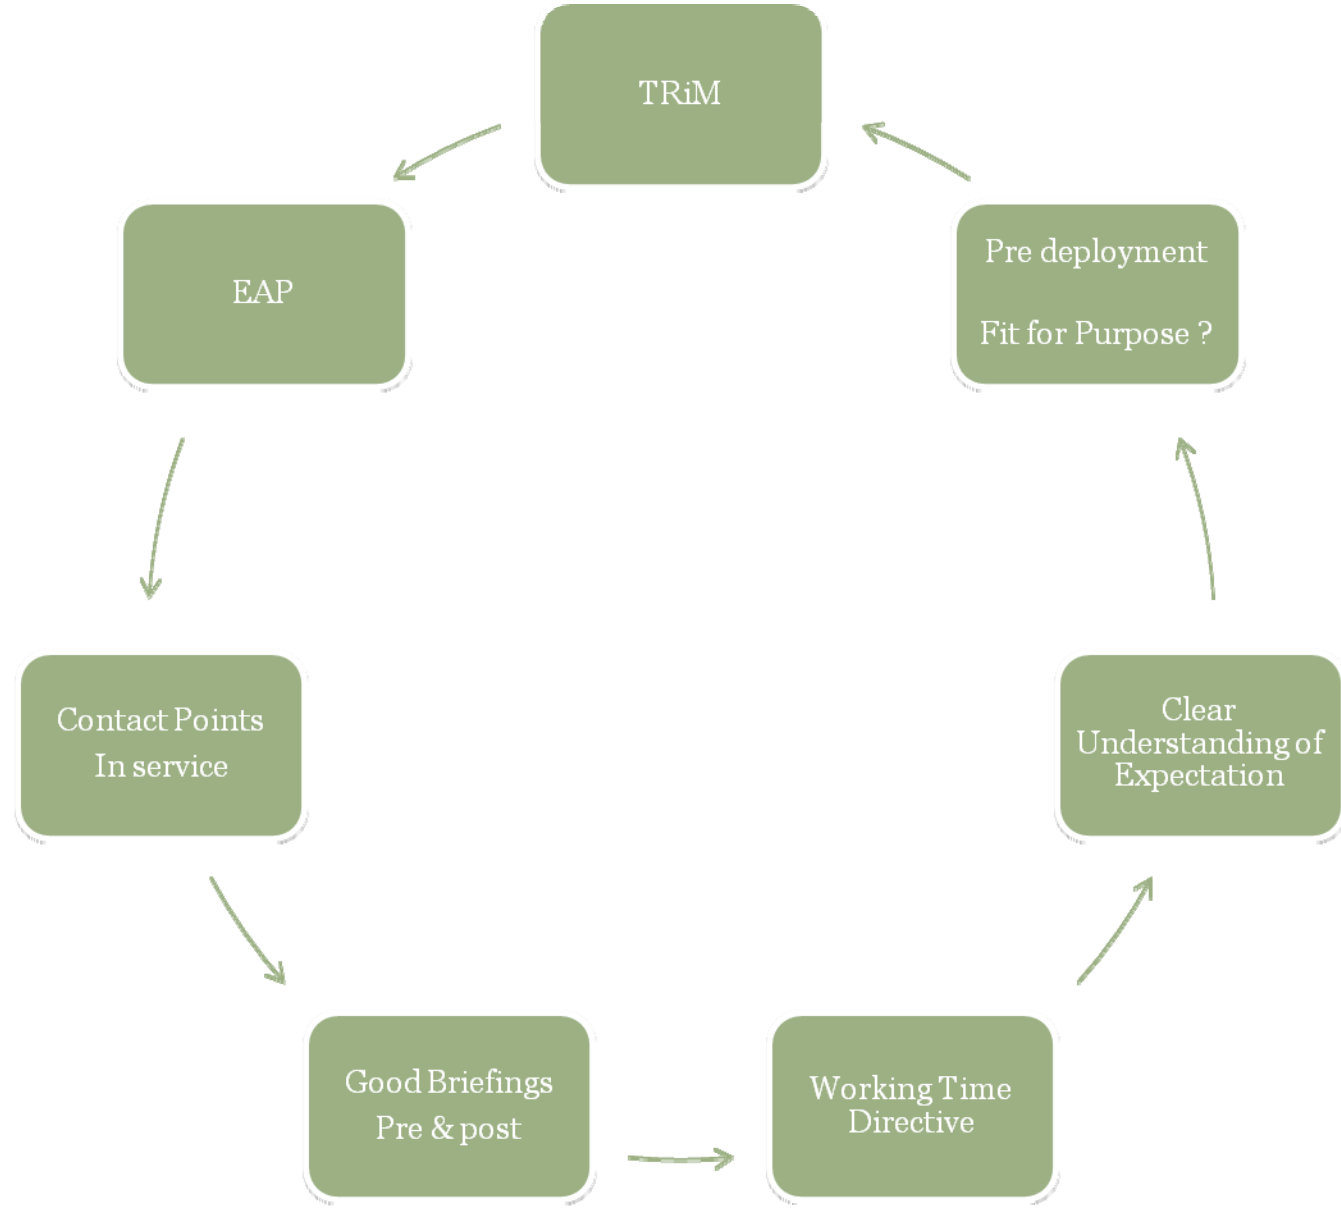 TRiM
EAP
Contact Points
In service
Good Briefings
Pre & post
Working Time
Directive
Clear
Understanding of
Expectation
Pre deployment
Fit for Purpose ?